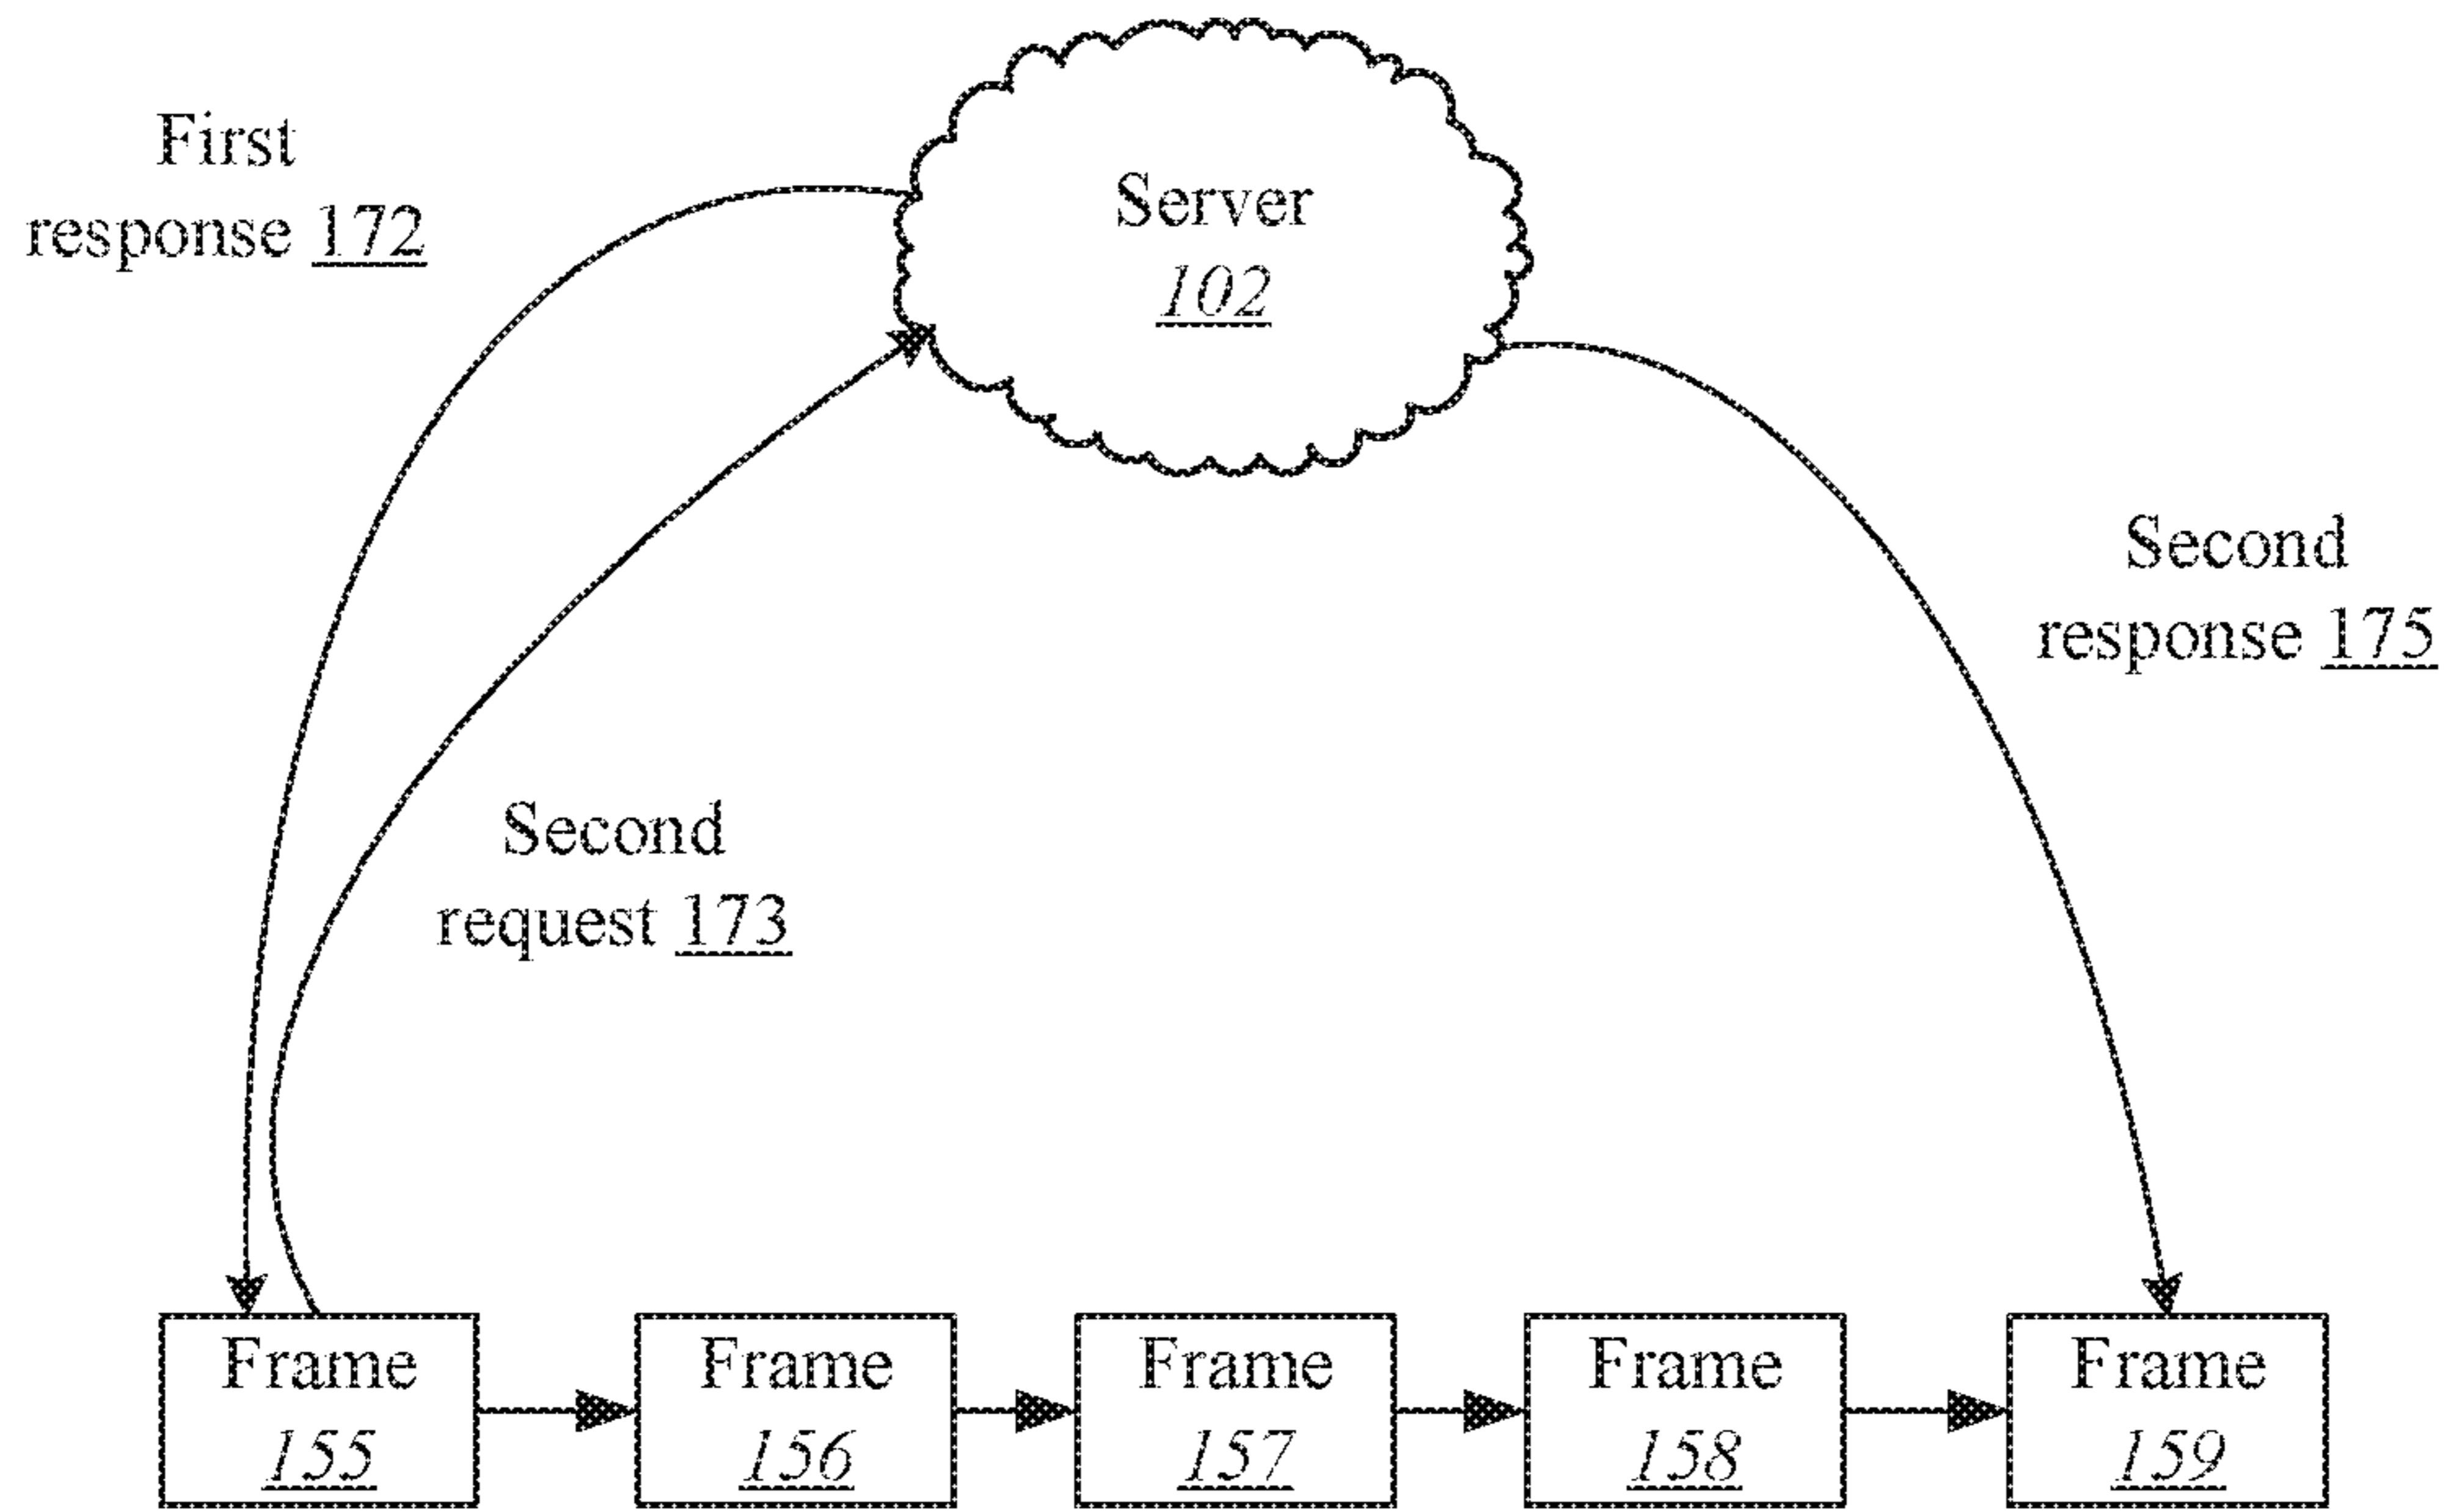 First
response 172
Server
102
Second
response 175
Second
request 173
Frame
155
Frame
156
Frame
157
Frame
158
Frame
159